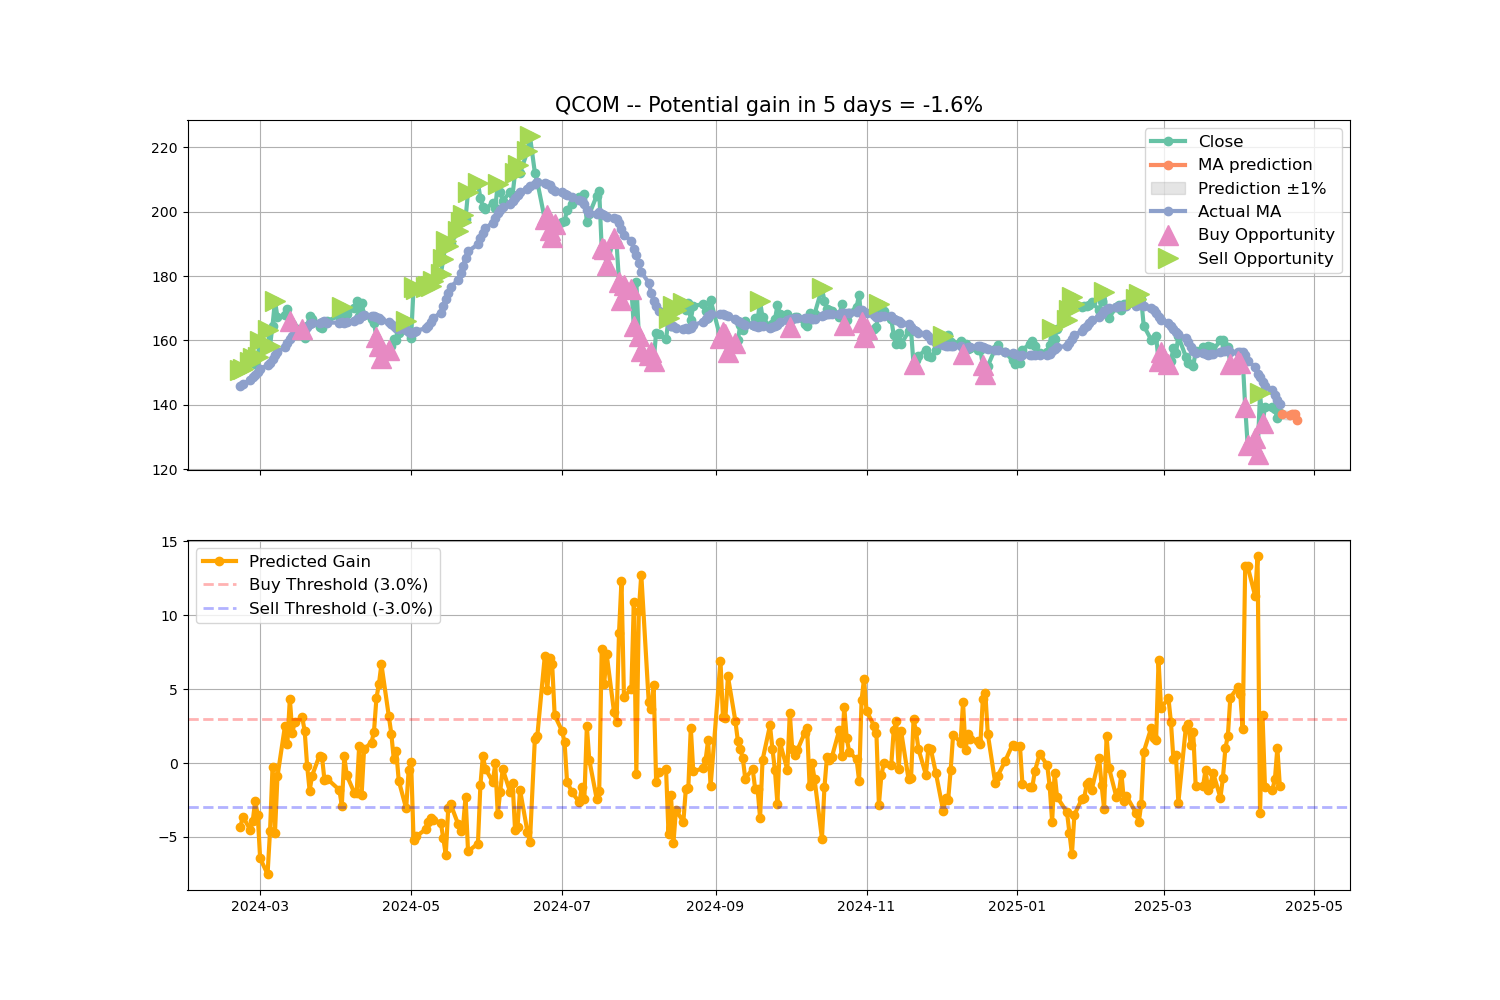 QCOM -- Potential gain in 5 days = -1.6%
220
200
180
160
140
120
Close
MA prediction
Prediction ±1%
Actual MA
Buy Opportunity
Sell Opportunity
15
10
5
0
−5
Predicted Gain
Buy Threshold (3.0%)
Sell Threshold (-3.0%)
2024-03 2024-05 2024-07 2024-09 2024-11 2025-01 2025-03 2025-05